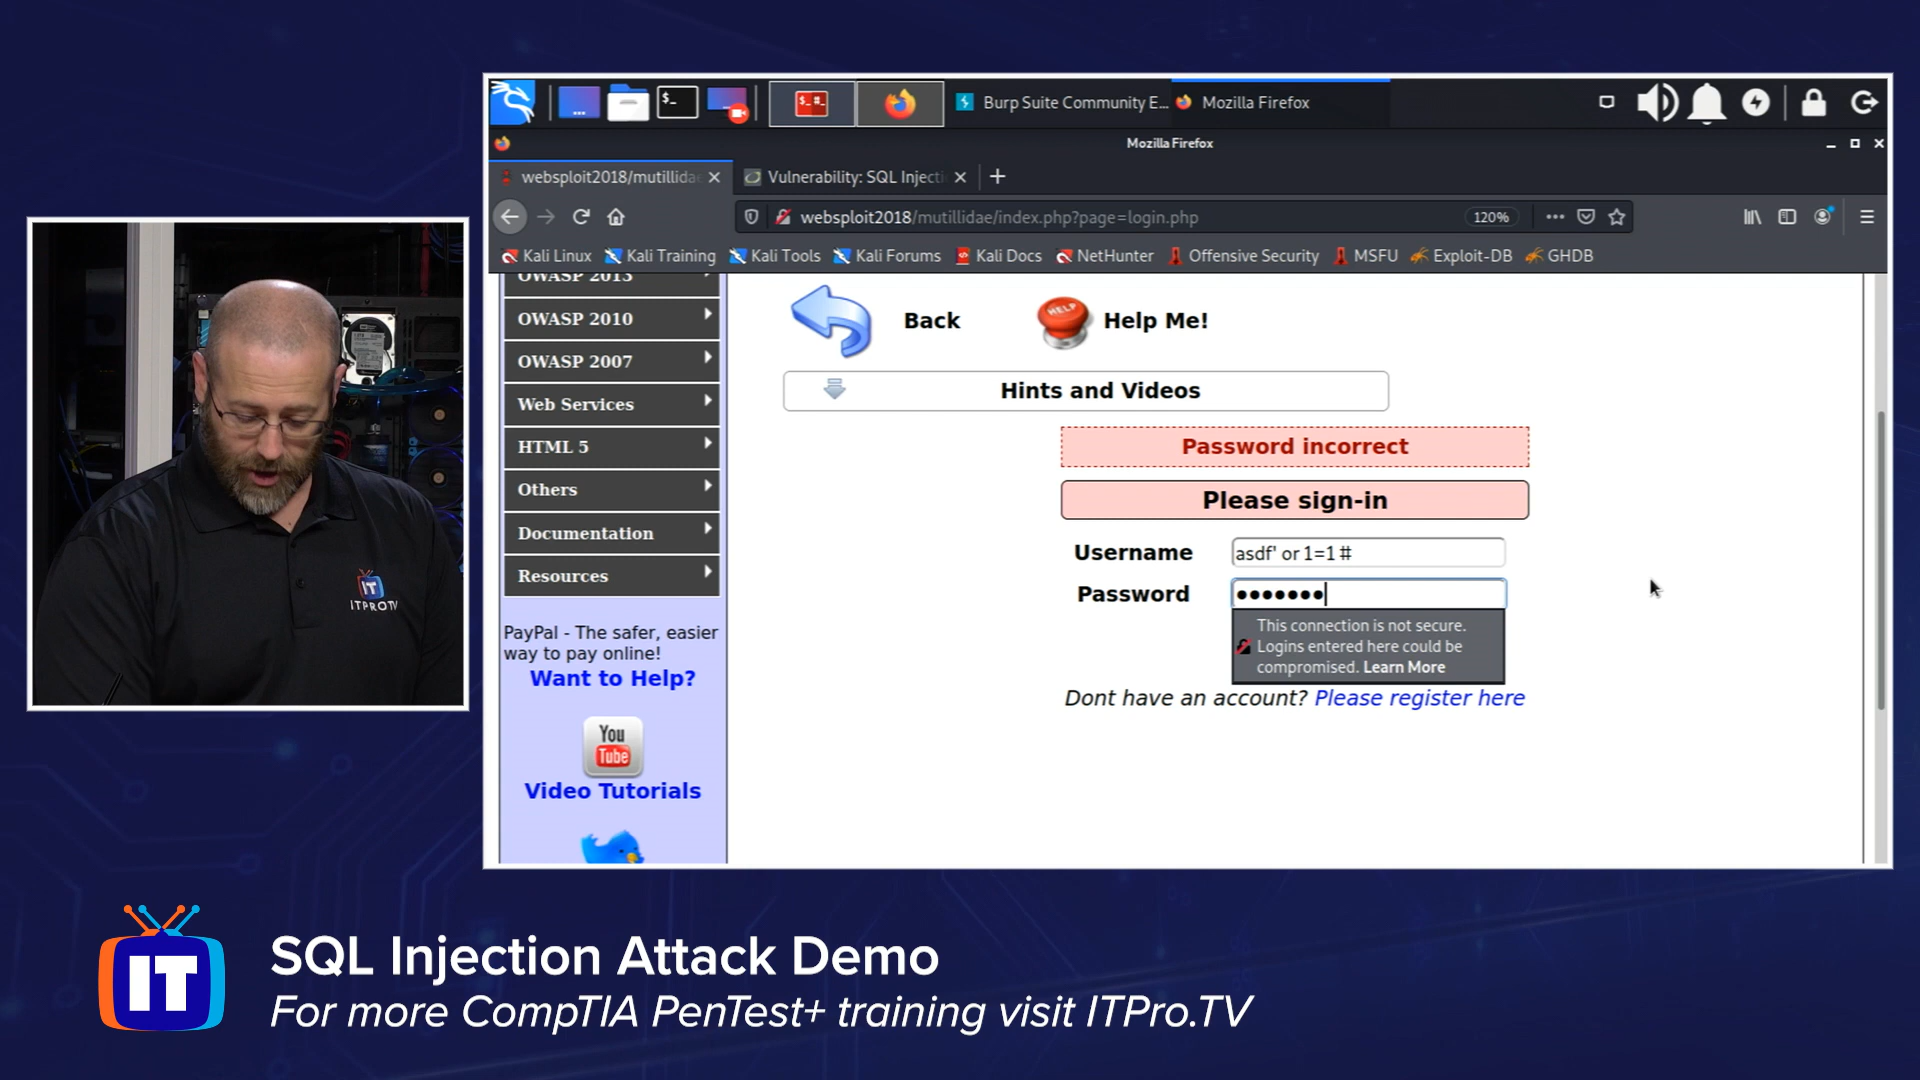 Burp Suite Community E...
Mozilla Firefox
Mozilla Firefox
websploit2018/mutillida
Vulnerability: SQL Injecti
websploit2018/mutillidae/index.php?page=login.php
120%
Kali Linux
Kali Training
Kali Tools
Kali Forums
Kali Docs
NetHunter
Offensive Security
MSFU
Exploit-DB
GHDB
OWASP 2013
OWASP 2010
OWASP 2007
Web Services
HTML 5
Others
Documentation
Resources
PayPal - The safer, easier
way to pay online!
Want to Help?
You
Tube
Video Tutorials
Back
HELP
Help Me!
Hints and Videos
Password incorrect
Please sign-in
Username
asdf' or 1=1 #
Password
•••••••
This connection is not secure.
Logins entered here could be
compromised. Learn More
Dont have an account? Please register here
IT
ITPROTV
IT
SQL Injection Attack Demo
For more CompTIA PenTest+ training visit ITPro.TV